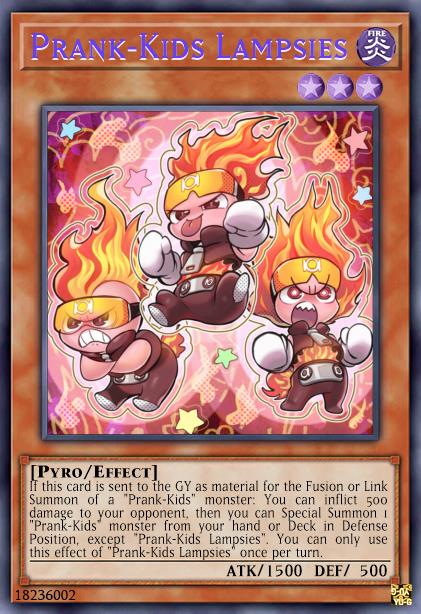 Prank-Kids Lampsies
FIRE
炎
[Pyro/Effect]
If this card is sent to the GY as material for the Fusion or Link
Summon of a "Prank-Kids" monster: You can inflict 500
damage to your opponent, then you can Special Summon 1
"Prank-Kids" monster from your hand or Deck in Defense
Position, except "Prank-Kids Lampsies". You can only use
this effect of "Prank-Kids Lampsies" once per turn.
ATK/1500 DEF/ 500
18236002